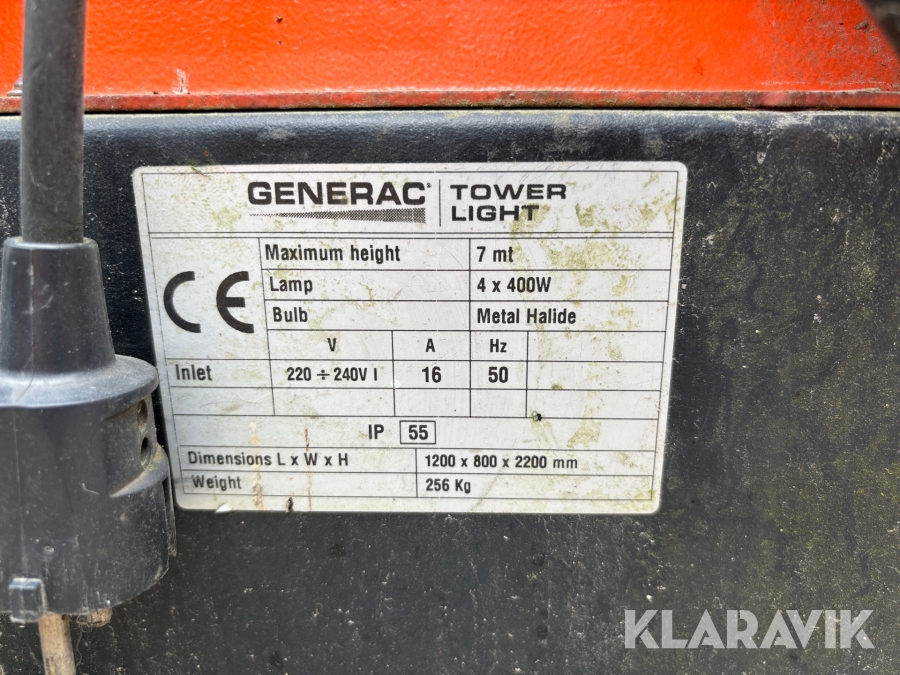 GENERAC® TOWER LIGHT
CE
Maximum height 7 mt
Lamp 4 x 400W
Bulb Metal Halide
V A Hz
Inlet 220 ÷ 240V I 16 50
IP 55
Dimensions L x W x H 1200 x 800 x 2200 mm
Weight 256 Kg
KLARAVIK